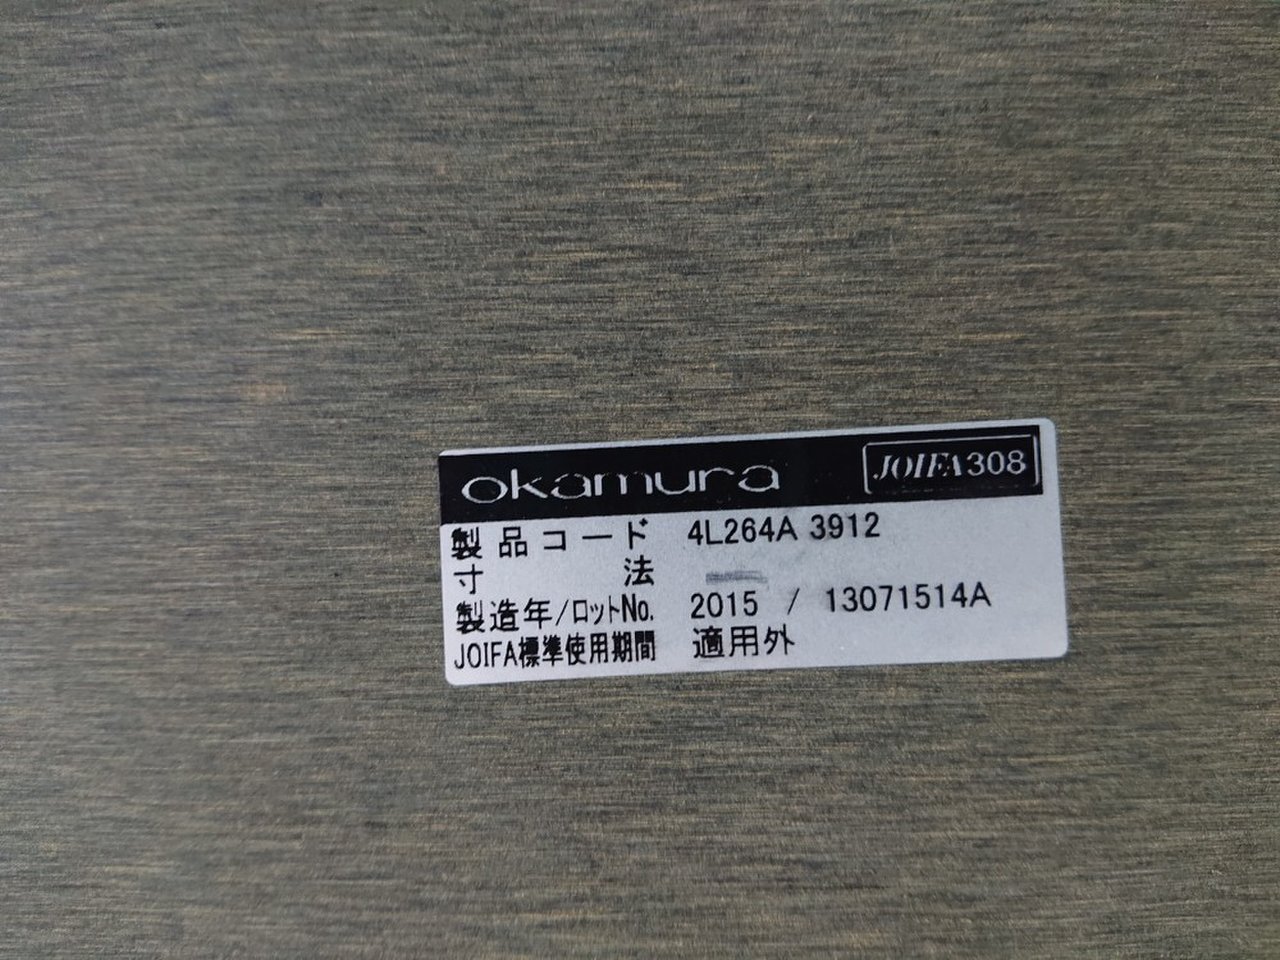 okamura JOIFA308
製品コード 4L264A 3912
寸法
製造年/ロットNo. 2015 / 13071514A
JOIFA標準使用期間 適用外